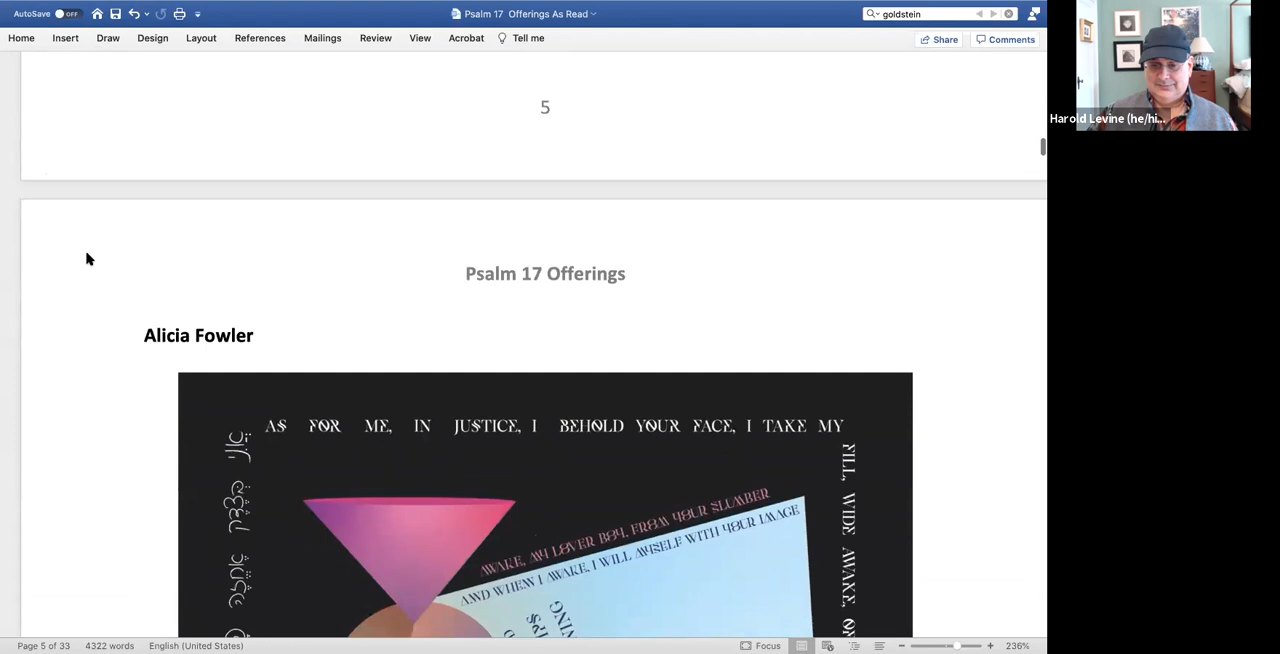 AutoSave OFF
Psalm 17 Offerings As Read
goldstein
Home Insert Draw Design Layout References Mailings Review View Acrobat Tell me
Share Comments
Harold Levine (he/hi...
5
Psalm 17 Offerings
Alicia Fowler
AS FOR ME, IN JUSTICE, I BEHOLD YOUR FACE, I TAKE MY
FILL, WIDE AWAKE, OF
AWAKE, MY LOVER BOY, FROM YOUR SLUMBER
AND WHEN I AWAKE, I WILL MYSELF WITH YOUR IMAGE
Page 5 of 33 4322 words English (United States)
Focus
236%